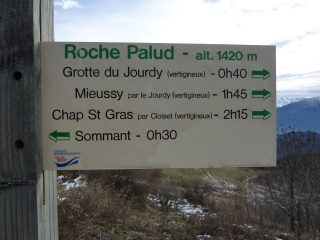 Roche Palud - alt. 1420 m
Grotte du Jourdy (vertigineux) - 0h40
Mieussy par le Jourdy (vertigineux) - 1h45
Chap St Gras par Cloiset (vertigineux) - 2h15
Sommant - 0h30